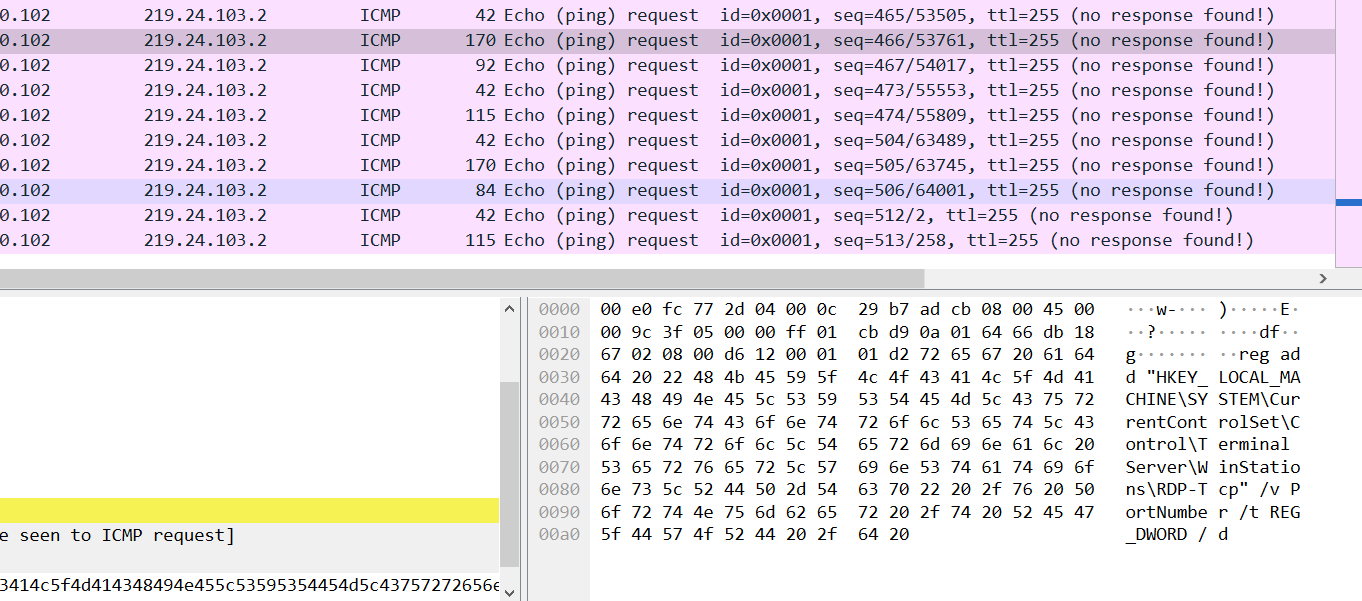 0.102 219.24.103.2 ICMP 42 Echo (ping) request id=0x0001, seq=465/53505, ttl=255 (no response found!)
0.102 219.24.103.2 ICMP 170 Echo (ping) request id=0x0001, seq=466/53761, ttl=255 (no response found!)
0.102 219.24.103.2 ICMP 92 Echo (ping) request id=0x0001, seq=467/54017, ttl=255 (no response found!)
0.102 219.24.103.2 ICMP 42 Echo (ping) request id=0x0001, seq=473/55553, ttl=255 (no response found!)
0.102 219.24.103.2 ICMP 115 Echo (ping) request id=0x0001, seq=474/55809, ttl=255 (no response found!)
0.102 219.24.103.2 ICMP 42 Echo (ping) request id=0x0001, seq=504/63489, ttl=255 (no response found!)
0.102 219.24.103.2 ICMP 170 Echo (ping) request id=0x0001, seq=505/63745, ttl=255 (no response found!)
0.102 219.24.103.2 ICMP 84 Echo (ping) request id=0x0001, seq=506/64001, ttl=255 (no response found!)
0.102 219.24.103.2 ICMP 42 Echo (ping) request id=0x0001, seq=512/2, ttl=255 (no response found!)
0.102 219.24.103.2 ICMP 115 Echo (ping) request id=0x0001, seq=513/258, ttl=255 (no response found!)
e seen to ICMP request]
3414c5f4d414348494e455c53595354454d5c43757272656e
0000 00 e0 fc 77 2d 04 00 0c 29 b7 ad cb 08 00 45 00 ···w-··· )·····E·
0010 00 9c 3f 05 00 00 ff 01 cb d9 0a 01 64 66 db 18 ··?····· ····df··
0020 67 02 08 00 d6 12 00 01 01 d2 72 65 67 20 61 64 g······· ··reg ad
0030 64 20 22 48 4b 45 59 5f 4c 4f 43 41 4c 5f 4d 41 d "HKEY_ LOCAL_MA
0040 43 48 49 4e 45 5c 53 59 53 54 45 4d 5c 43 75 72 CHINE\SY STEM\Cur
0050 72 65 6e 74 43 6f 6e 74 72 6f 6c 53 65 74 5c 43 rentCont rolSet\C
0060 6f 6e 74 72 6f 6c 5c 54 65 72 6d 69 6e 61 6c 20 ontrol\T erminal
0070 53 65 72 76 65 72 5c 57 69 6e 53 74 61 74 69 6f Server\W inStatio
0080 6e 73 5c 52 44 50 2d 54 63 70 22 20 2f 76 20 50 ns\RDP-T cp" /v P
0090 6f 72 74 4e 75 6d 62 65 72 20 2f 74 20 52 45 47 ortNumbe r /t REG
00a0 5f 44 57 4f 52 44 20 2f 64 20 _DWORD / d